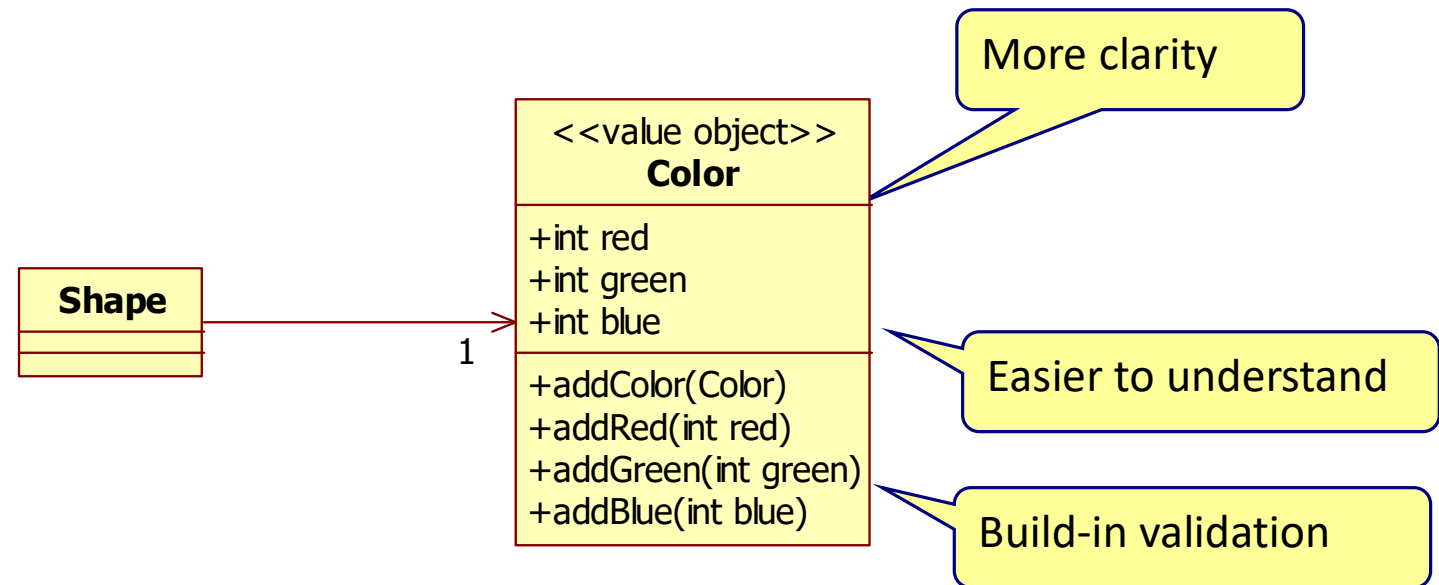 More clarity
<<value object>>
Color
+int red
+int green
+int blue
Shape
1
Easier to understand
+addColor(Color)
+addRed(int red)
+addGreen(int green)
+addBlue(int blue)
Build-in validation